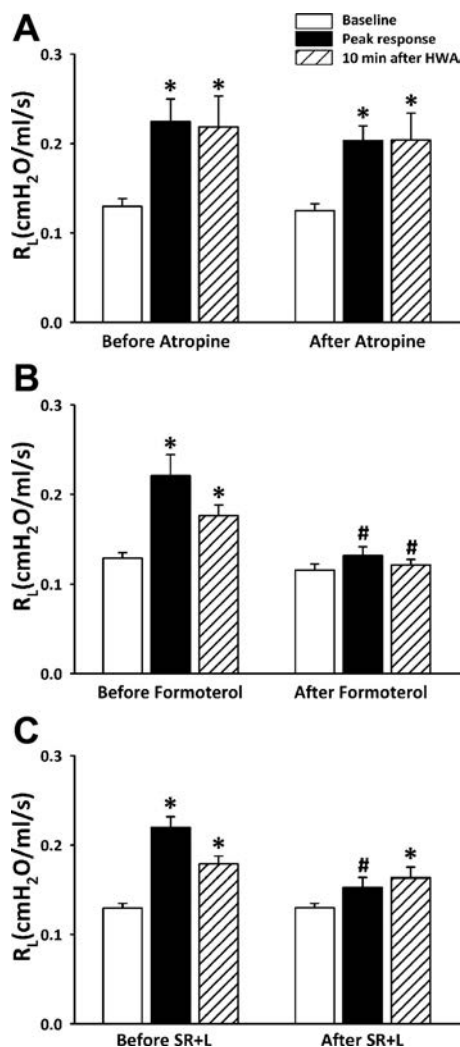 A
Baseline
Peak response
10 min after HWA
0.3
0.2
0.1
0.0
R_L(cmH₂O/ml/s)
* * * *
Before Atropine After Atropine
B
0.3
0.2
0.1
0.0
R_L(cmH₂O/ml/s)
* * # #
Before Formoterol After Formoterol
C
0.3
0.2
0.1
0.0
R_L(cmH₂O/ml/s)
* * # *
Before SR+L After SR+L